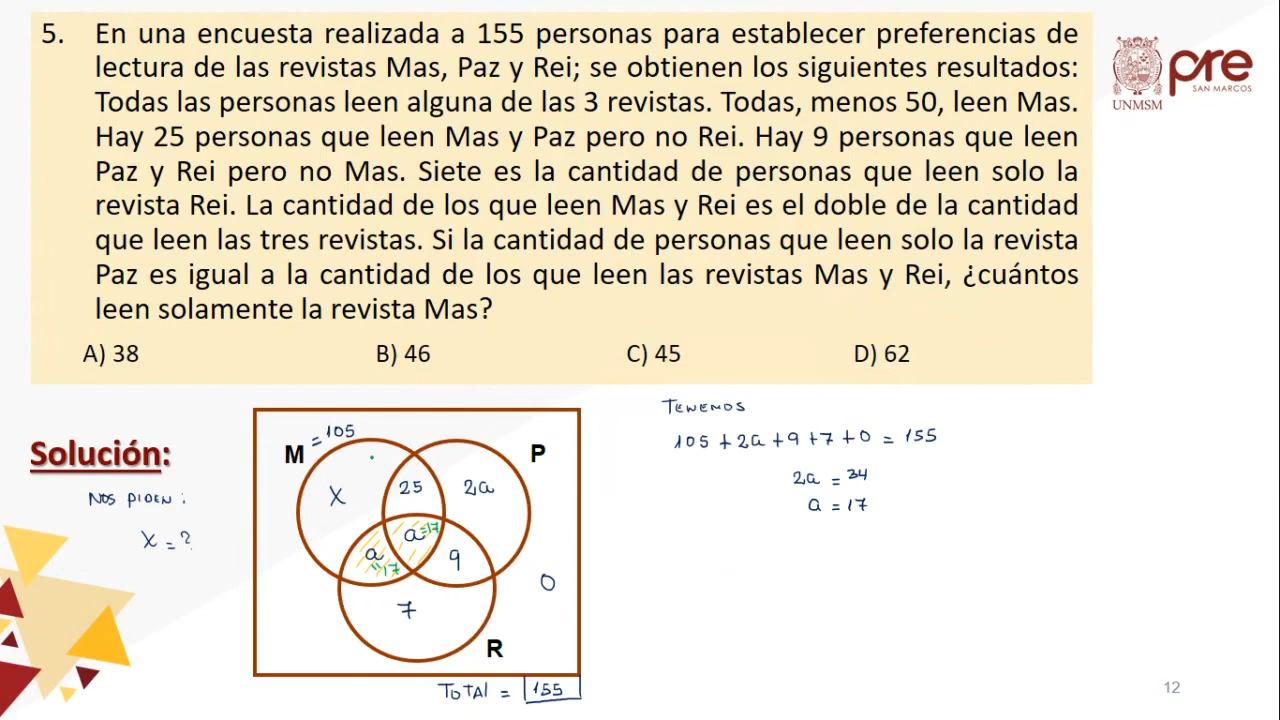 5. En una encuesta realizada a 155 personas para establecer preferencias de
lectura de las revistas Mas, Paz y Rei; se obtienen los siguientes resultados:
Todas las personas leen alguna de las 3 revistas. Todas, menos 50, leen Mas.
Hay 25 personas que leen Mas y Paz pero no Rei. Hay 9 personas que leen
Paz y Rei pero no Mas. Siete es la cantidad de personas que leen solo la
revista Rei. La cantidad de los que leen Mas y Rei es el doble de la cantidad
que leen las tres revistas. Si la cantidad de personas que leen solo la revista
Paz es igual a la cantidad de los que leen las revistas Mas y Rei, ¿cuántos
leen solamente la revista Mas?
A) 38 B) 46 C) 45 D) 62
UNMSM
pre
SAN MARCOS
Solución:
NOS PIDEN :
X = ?
M = 105
P
X
25
2a
a = 17
a = 17
9
7
0
R
TOTAL = 155
TENEMOS
105 + 2a + 9 + 7 + 0 = 155
2a = 34
a = 17
12